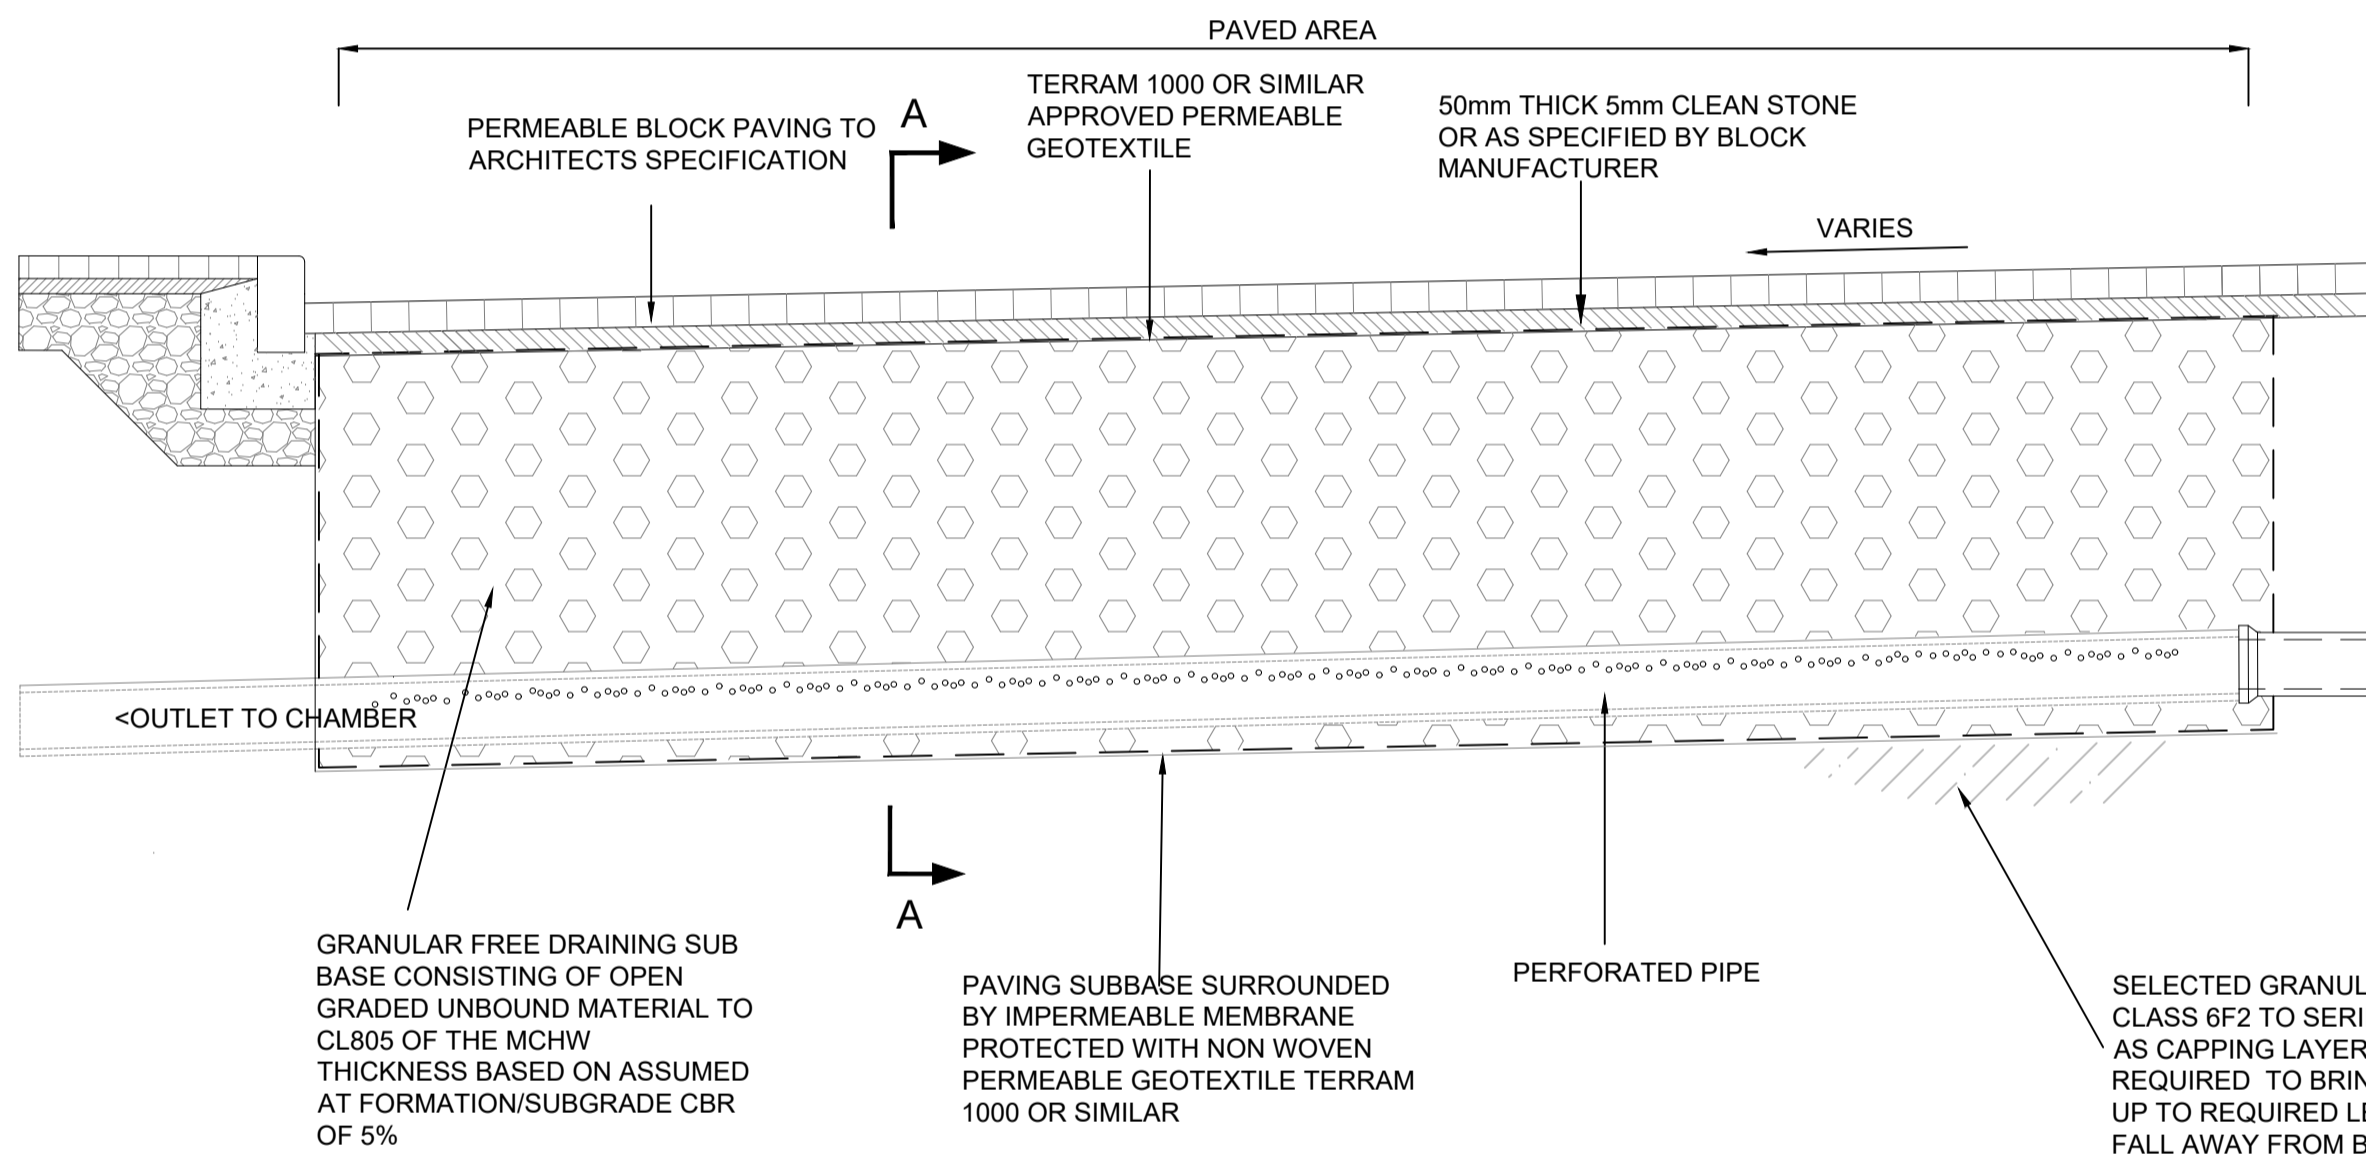 PAVED AREA
PERMEABLE BLOCK PAVING TO
ARCHITECTS SPECIFICATION
A
TERRAM 1000 OR SIMILAR
APPROVED PERMEABLE
GEOTEXTILE
50mm THICK 5mm CLEAN STONE
OR AS SPECIFIED BY BLOCK
MANUFACTURER
VARIES
<OUTLET TO CHAMBER
A
GRANULAR FREE DRAINING SUB
BASE CONSISTING OF OPEN
GRADED UNBOUND MATERIAL TO
CL805 OF THE MCHW
THICKNESS BASED ON ASSUMED
AT FORMATION/SUBGRADE CBR
OF 5%
PAVING SUBBASE SURROUNDED
BY IMPERMEABLE MEMBRANE
PROTECTED WITH NON WOVEN
PERMEABLE GEOTEXTILE TERRAM
1000 OR SIMILAR
PERFORATED PIPE
SELECTED
CLASS 6F2 TO
AS CAPPING LAYER
REQUIRED TO
UP TO REQUIRED
FALL AWAY FROM